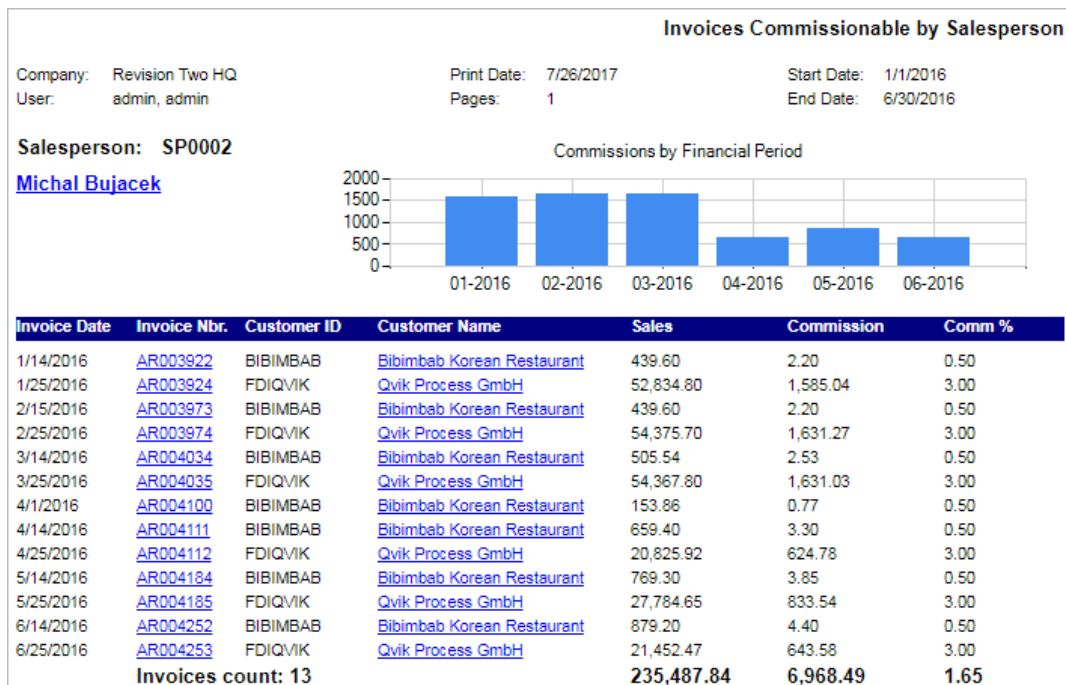 Invoices Commissionable by Salesperson
Company: Revision Two HQ Print Date: 7/26/2017 Start Date: 1/1/2016
User: admin, admin Pages: 1 End Date: 6/30/2016
Salesperson: SP0002
Michal Bujacek
Commissions by Financial Period
2000
1500
1000
500
0
01-2016 02-2016 03-2016 04-2016 05-2016 06-2016
Invoice Date Invoice Nbr. Customer ID Customer Name Sales Commission Comm %
1/14/2016 AR003922 BIBIMBAB Bibimbab Korean Restaurant 439.60 2.20 0.50
1/25/2016 AR003924 FDIQVIK Qvik Process GmbH 52,834.80 1,585.04 3.00
2/15/2016 AR003973 BIBIMBAB Bibimbab Korean Restaurant 439.60 2.20 0.50
2/25/2016 AR003974 FDIQVIK Qvik Process GmbH 54,375.70 1,631.27 3.00
3/14/2016 AR004034 BIBIMBAB Bibimbab Korean Restaurant 505.54 2.53 0.50
3/25/2016 AR004035 FDIQVIK Qvik Process GmbH 54,367.80 1,631.03 3.00
4/1/2016 AR004100 BIBIMBAB Bibimbab Korean Restaurant 153.86 0.77 0.50
4/14/2016 AR004111 BIBIMBAB Bibimbab Korean Restaurant 659.40 3.30 0.50
4/25/2016 AR004112 FDIQVIK Qvik Process GmbH 20,825.92 624.78 3.00
5/14/2016 AR004184 BIBIMBAB Bibimbab Korean Restaurant 769.30 3.85 0.50
5/25/2016 AR004185 FDIQVIK Qvik Process GmbH 27,784.65 833.54 3.00
6/14/2016 AR004252 BIBIMBAB Bibimbab Korean Restaurant 879.20 4.40 0.50
6/25/2016 AR004253 FDIQVIK Qvik Process GmbH 21,452.47 643.58 3.00
Invoices count: 13 235,487.84 6,968.49 1.65